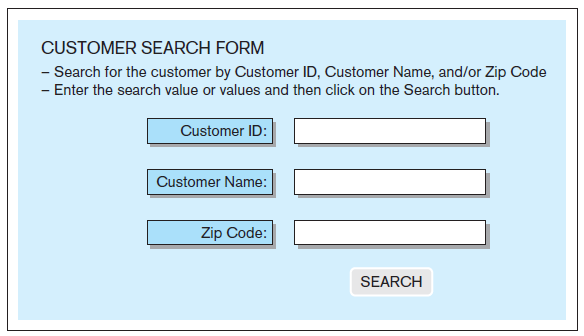 CUSTOMER SEARCH FORM
– Search for the customer by Customer ID, Customer Name, and/or Zip Code
– Enter the search value or values and then click on the Search button.
Customer ID:
Customer Name:
Zip Code:
SEARCH